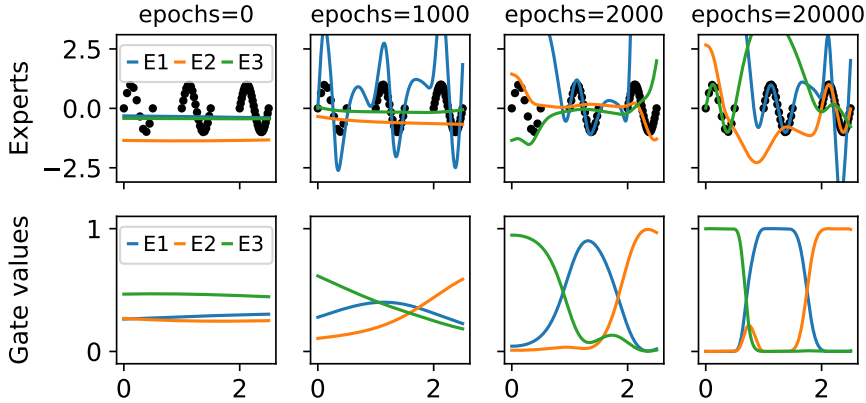 epochs=0 epochs=1000 epochs=2000 epochs=20000
Experts
2.5
0.0
−2.5
E1 E2 E3
Gate values
1
0
E1 E2 E3
0 2 0 2 0 2 0 2